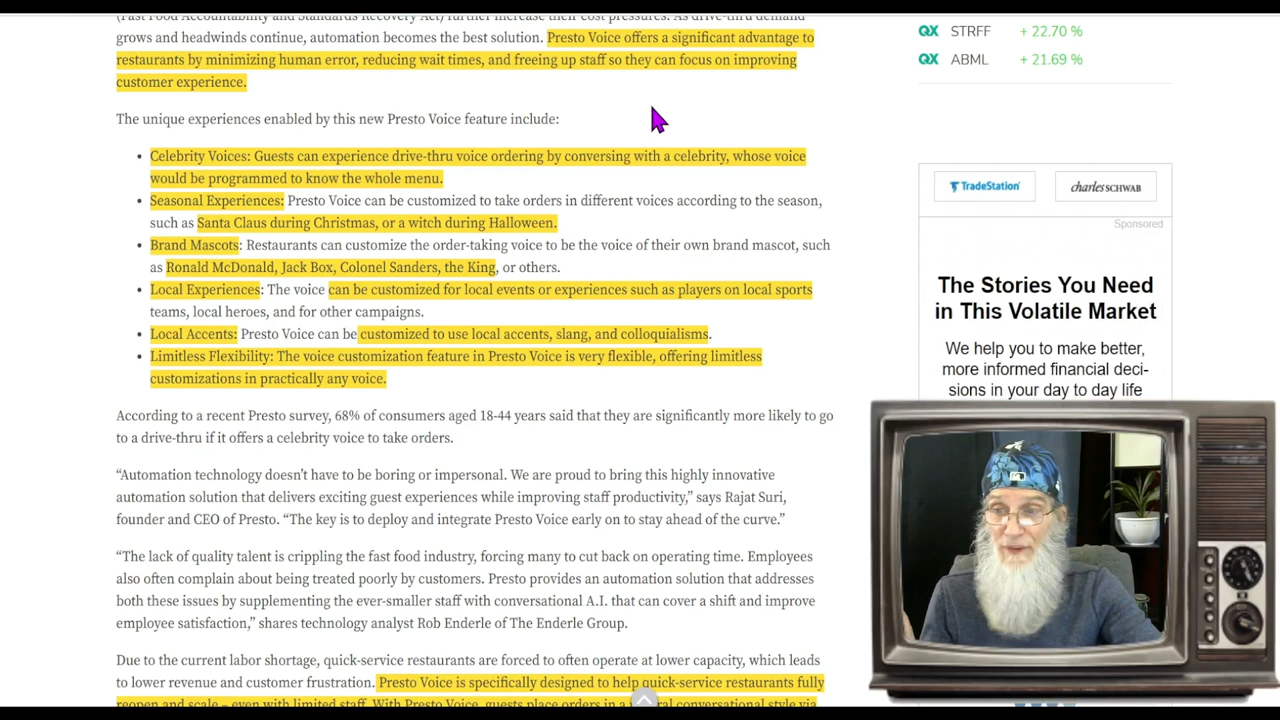 (Fast Food Accountability and Standards Recovery Act) further increase their cost pressures. As drive-thru demand
grows and headwinds continue, automation becomes the best solution. Presto Voice offers a significant advantage to
restaurants by minimizing human error, reducing wait times, and freeing up staff so they can focus on improving
customer experience.
The unique experiences enabled by this new Presto Voice feature include:
• Celebrity Voices: Guests can experience drive-thru voice ordering by conversing with a celebrity, whose voice
would be programmed to know the whole menu.
• Seasonal Experiences: Presto Voice can be customized to take orders in different voices according to the season,
such as Santa Claus during Christmas, or a witch during Halloween.
• Brand Mascots: Restaurants can customize the order-taking voice to be the voice of their own brand mascot, such
as Ronald McDonald, Jack Box, Colonel Sanders, the King, or others.
• Local Experiences: The voice can be customized for local events or experiences such as players on local sports
teams, local heroes, and for other campaigns.
• Local Accents: Presto Voice can be customized to use local accents, slang, and colloquialisms.
• Limitless Flexibility: The voice customization feature in Presto Voice is very flexible, offering limitless
customizations in practically any voice.
According to a recent Presto survey, 68% of consumers aged 18-44 years said that they are significantly more likely to go
to a drive-thru if it offers a celebrity voice to take orders.
“Automation technology doesn't have to be boring or impersonal. We are proud to bring this highly innovative
automation solution that delivers exciting guest experiences while improving staff productivity,” says Rajat Suri,
founder and CEO of Presto. “The key is to deploy and integrate Presto Voice early on to stay ahead of the curve.”
“The lack of quality talent is crippling the fast food industry, forcing many to cut back on operating time. Employees
also often complain about being treated poorly by customers. Presto provides an automation solution that addresses
both these issues by supplementing the ever-smaller staff with conversational A.I. that can cover a shift and improve
employee satisfaction,” shares technology analyst Rob Enderle of The Enderle Group.
Due to the current labor shortage, quick-service restaurants are forced to often operate at lower capacity, which leads
to lower revenue and customer frustration. Presto Voice is specifically designed to help quick-service restaurants fully
reopen and scale – even with limited staff. With Presto Voice, guests place orders in a conversational style via
QX STRFF + 22.70 %
QX ABML + 21.69 %
TradeStation
charles SCHWAB
Sponsored
The Stories You Need
in This Volatile Market
We help you to make better,
more informed financial deci-
sions in your day to day life